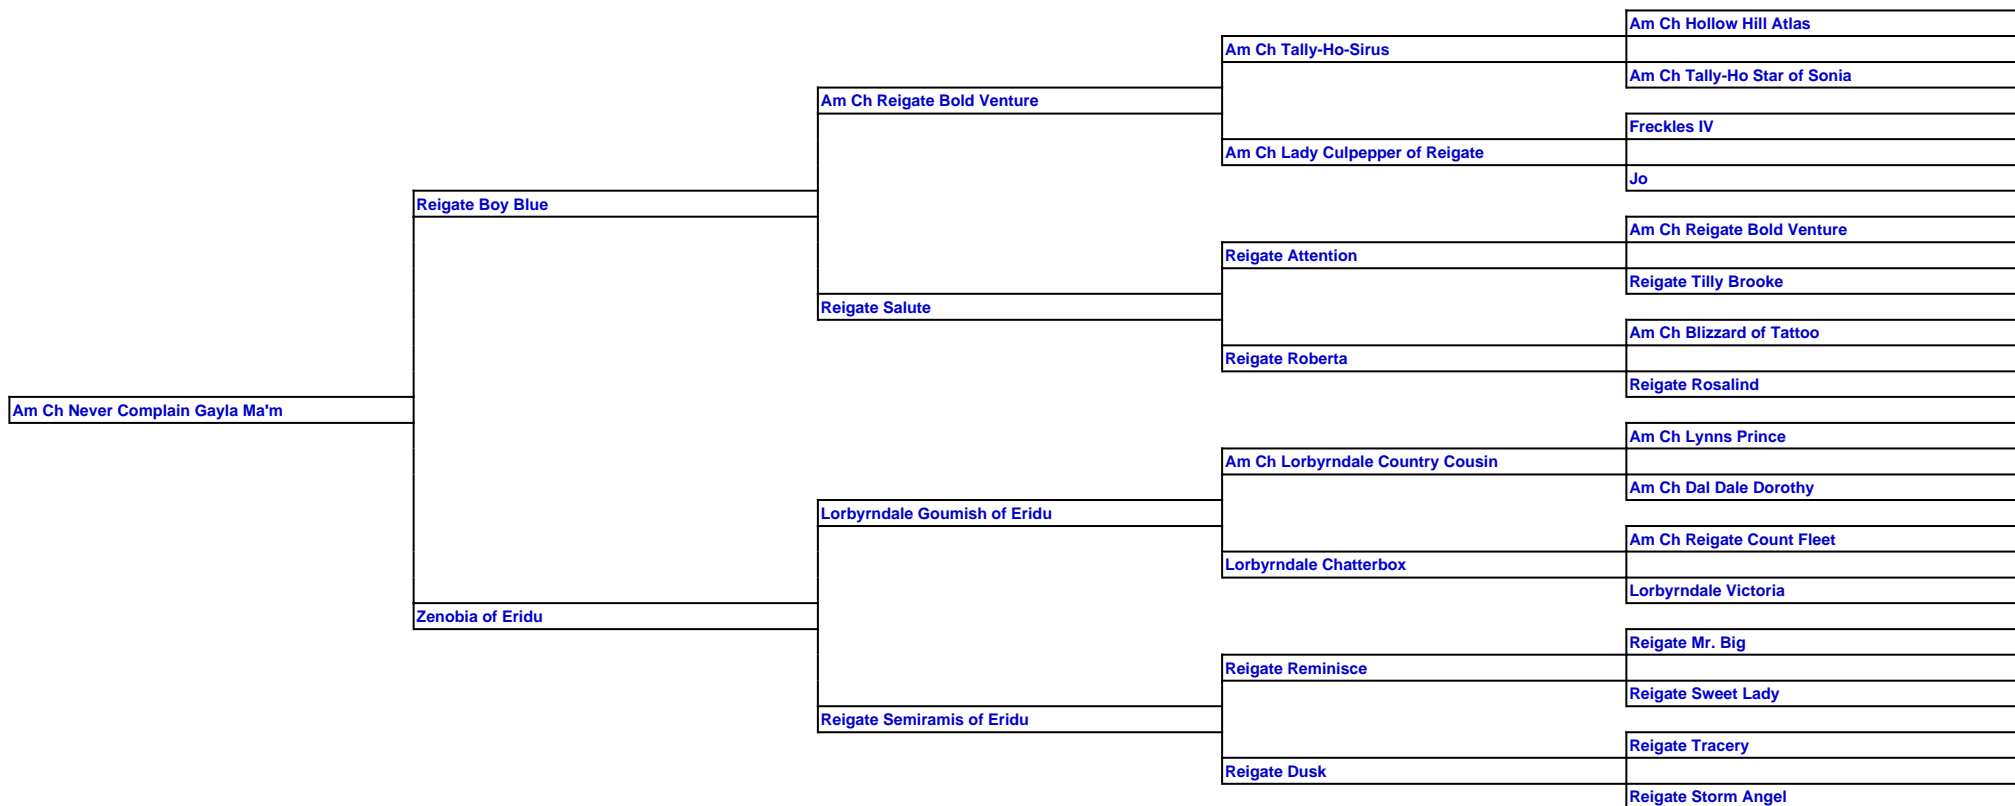 Am Ch Hollow Hill Atlas
Am Ch Tally-Ho-Sirus
Am Ch Tally-Ho Star of Sonia
Am Ch Reigate Bold Venture
Freckles IV
Am Ch Lady Culpepper of Reigate
Jo
Reigate Boy Blue
Am Ch Reigate Bold Venture
Reigate Attention
Reigate Tilly Brooke
Reigate Salute
Am Ch Blizzard of Tattoo
Reigate Roberta
Reigate Rosalind
Am Ch Never Complain Gayla Ma'm
Am Ch Lynns Prince
Am Ch Lorbyrndale Country Cousin
Am Ch Dal Dale Dorothy
Lorbyrndale Goumish of Eridu
Am Ch Reigate Count Fleet
Lorbyrndale Chatterbox
Lorbyrndale Victoria
Zenobia of Eridu
Reigate Mr. Big
Reigate Reminisce
Reigate Sweet Lady
Reigate Semiramis of Eridu
Reigate Tracery
Reigate Dusk
Reigate Storm Angel